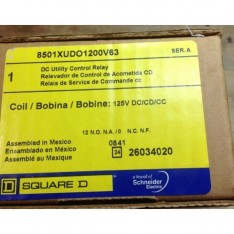 8501XUDO1200V63
SER.A
1
DC Utility Control Relay
Relevador de Control de Acometida CD
Relais de Service de Commande cc
Coil / Bobina / Bobine: 125V DC/CD/CC
12 N.O. N.A./0 N.C. N.F.
Assembled in Mexico
Ensamblado en México
Assemblé au Mexique
0841
24
26034020
D SQUARE D
a brand of
Schneider
Electric